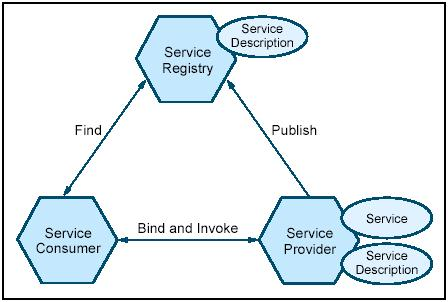 Service
Description
Service
Registry
Find
Publish
Service
Consumer
Bind and Invoke
Service
Provider
Service
Service
Description